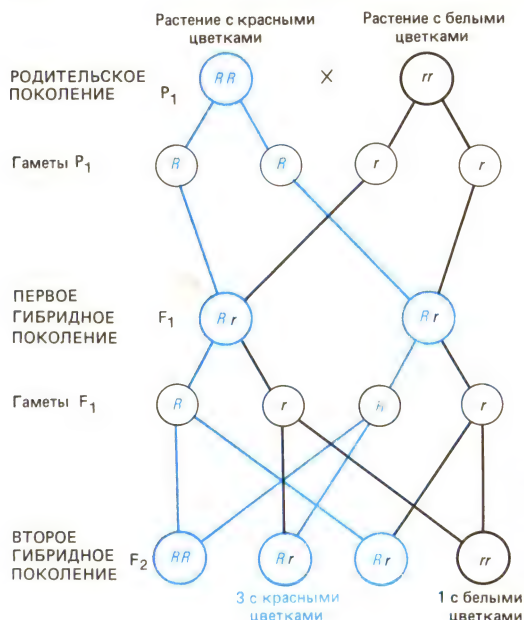 Растение с красными цветками
Растение с белыми цветками
РОДИТЕЛЬСКОЕ ПОКОЛЕНИЕ P1
RR × rr
Гаметы P1
R R r r
ПЕРВОЕ ГИБРИДНОЕ ПОКОЛЕНИЕ F1
Rr Rr
Гаметы F1
R r r
ВТОРОЕ ГИБРИДНОЕ ПОКОЛЕНИЕ F2
RR Rr Rr rr
3 с красными цветками
1 с белыми цветками